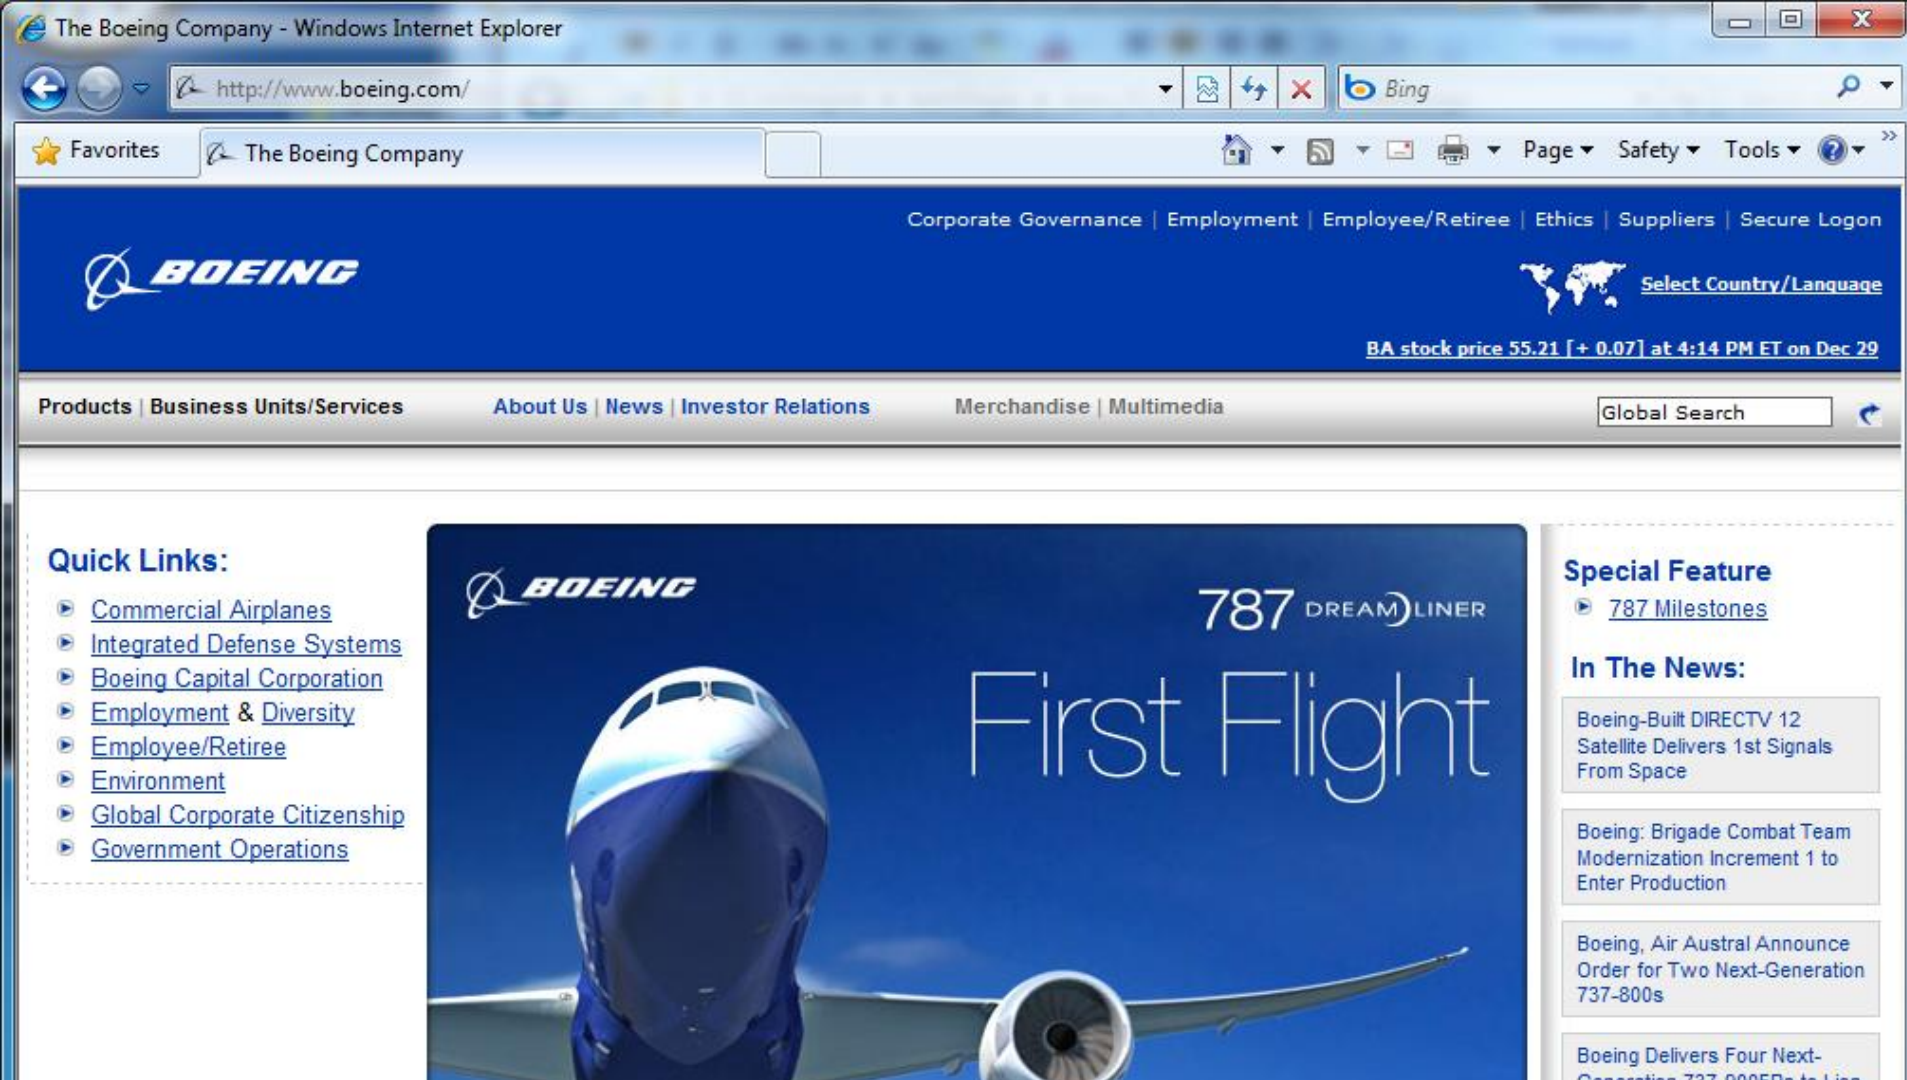 The Boeing Company - Windows Internet Explorer
http://www.boeing.com/
Bing
Favorites
The Boeing Company
Page
Safety
Tools
Corporate Governance | Employment | Employee/Retiree | Ethics | Suppliers | Secure Logon
BOEING
Select Country/Language
BA stock price 55.21 [+ 0.07] at 4:14 PM ET on Dec 29
Products | Business Units/Services
About Us | News | Investor Relations
Merchandise | Multimedia
Global Search
Quick Links:
Commercial Airplanes
Integrated Defense Systems
Boeing Capital Corporation
Employment & Diversity
Employee/Retiree
Environment
Global Corporate Citizenship
Government Operations
BOEING
787 DREAMLINER
First Flight
Special Feature
787 Milestones
In The News:
Boeing-Built DIRECTV 12
Satellite Delivers 1st Signals
From Space
Boeing: Brigade Combat Team
Modernization Increment 1 to
Enter Production
Boeing, Air Austral Announce
Order for Two Next-Generation
737-800s
Boeing Delivers Four Next-